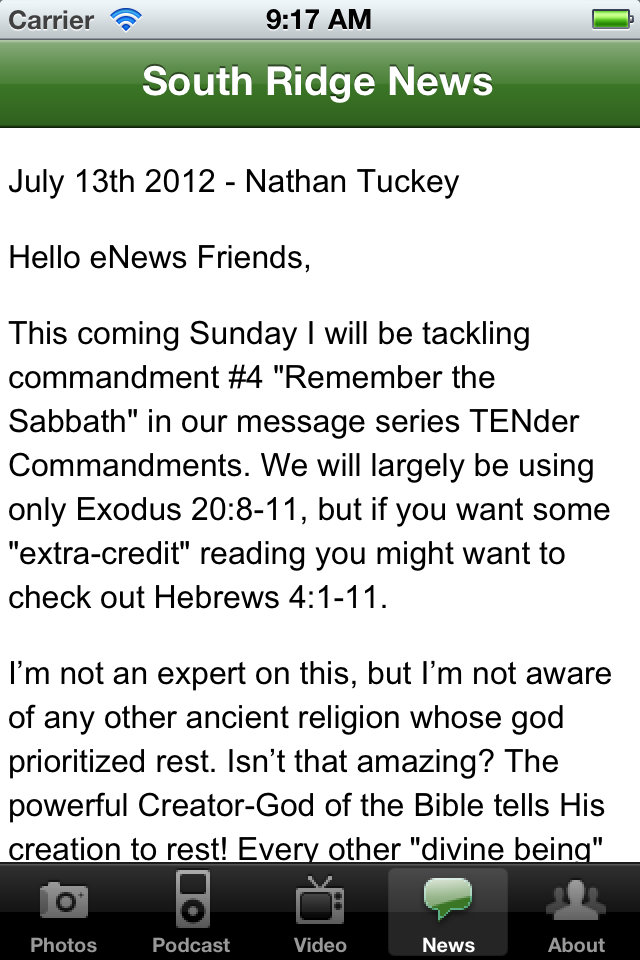 Carrier 9:17 AM
South Ridge News
July 13th 2012 - Nathan Tuckey
Hello eNews Friends,
This coming Sunday I will be tackling
commandment #4 "Remember the
Sabbath" in our message series TENder
Commandments. We will largely be using
only Exodus 20:8-11, but if you want some
"extra-credit" reading you might want to
check out Hebrews 4:1-11.
I’m not an expert on this, but I’m not aware
of any other ancient religion whose god
prioritized rest. Isn’t that amazing? The
powerful Creator-God of the Bible tells His
creation to rest! Every other "divine being"
Photos Podcast Video News About